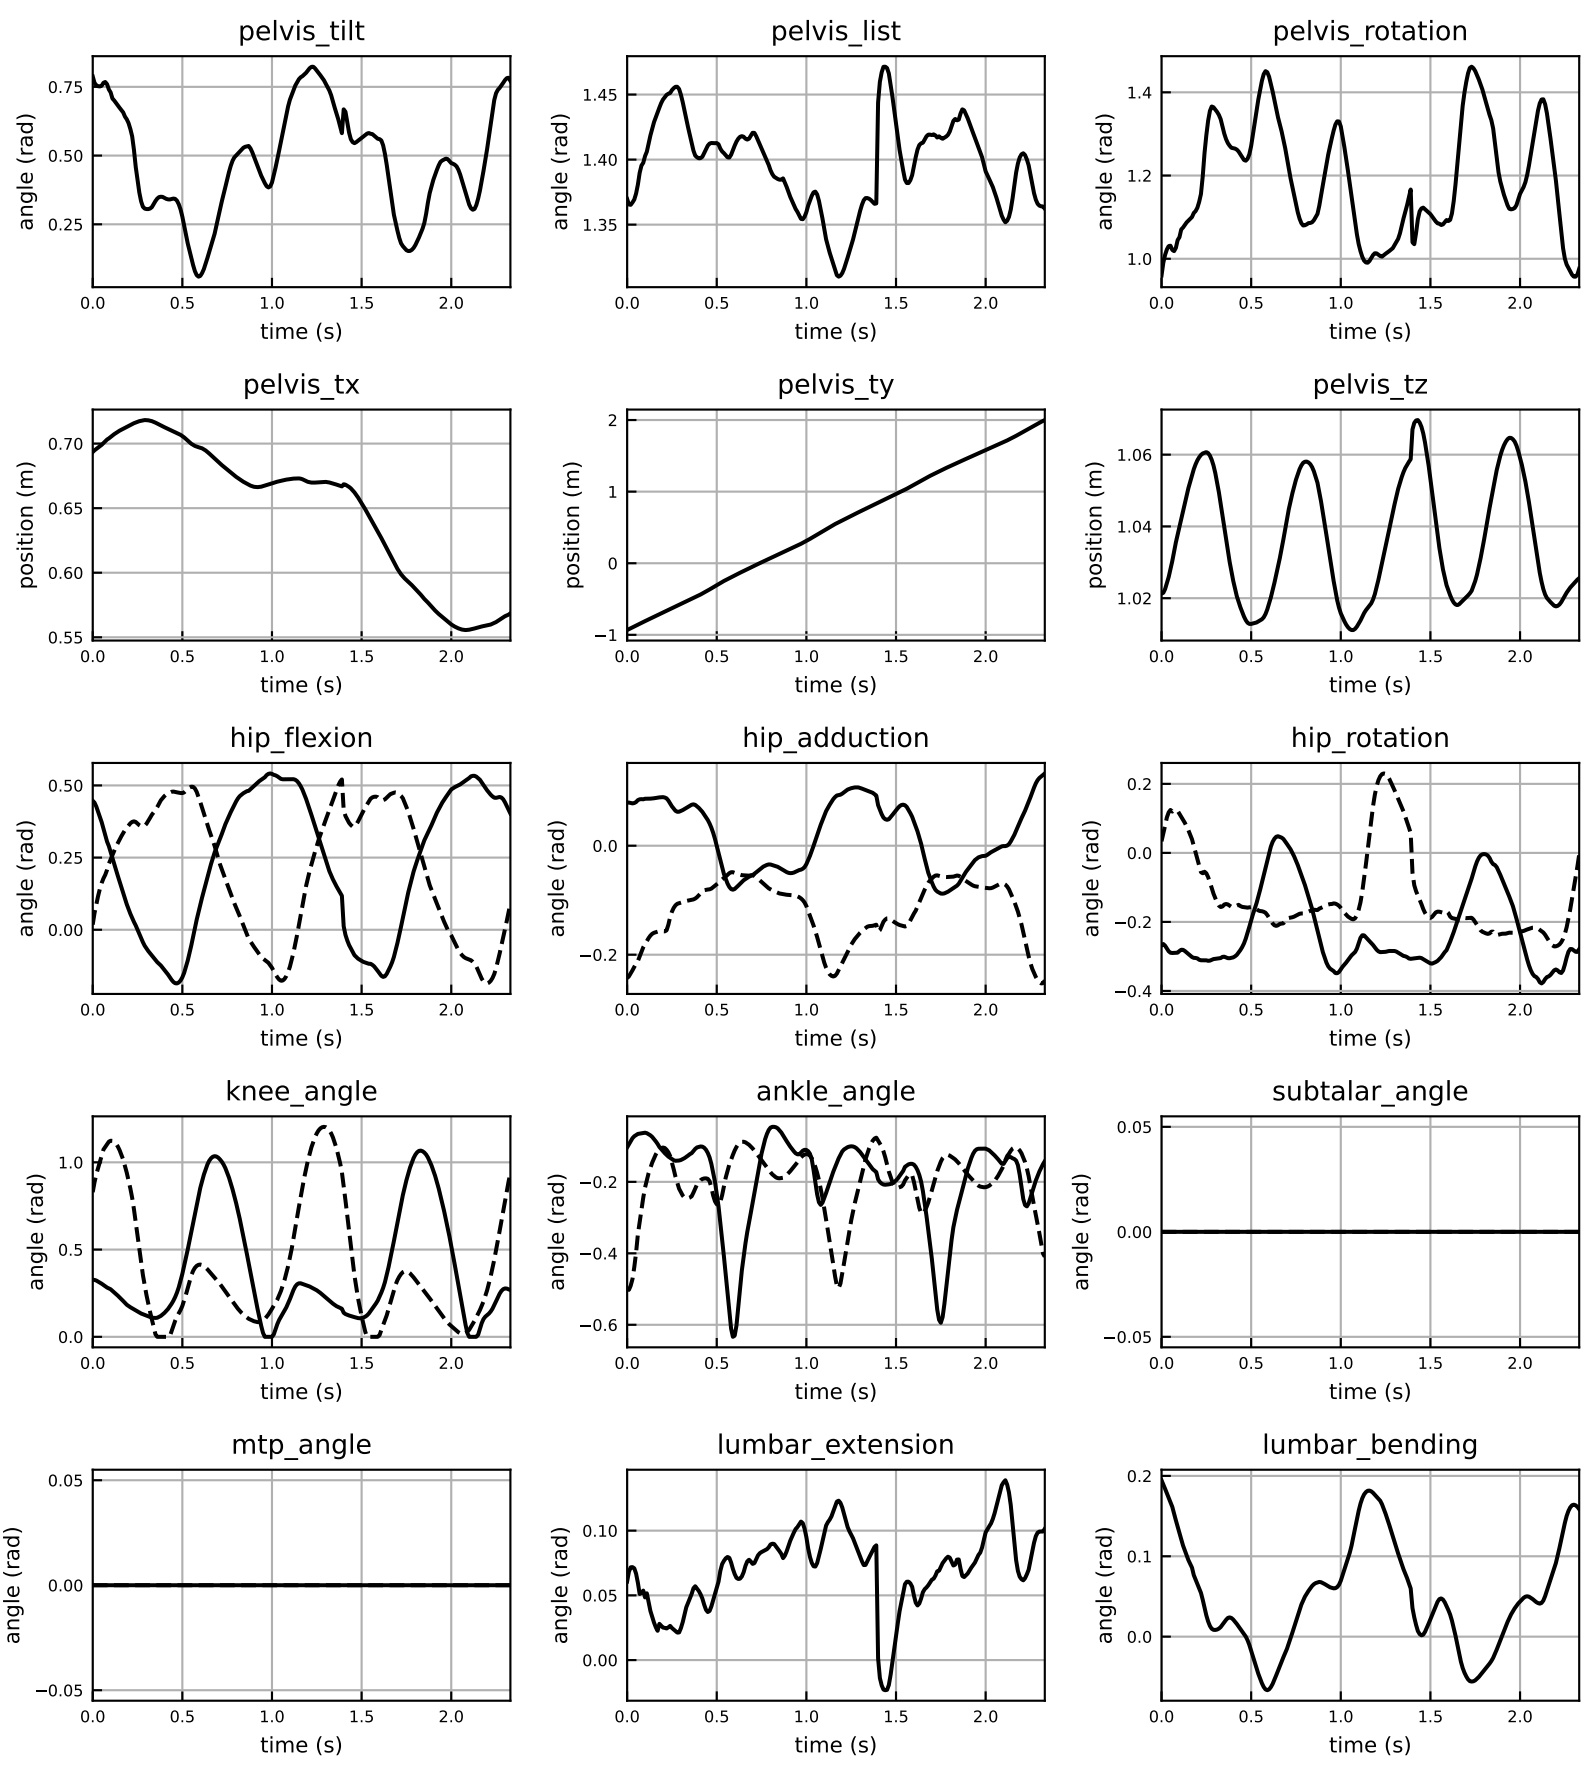 pelvis_tilt
angle (rad)
0.75
0.50
0.25
0.0 0.5 1.0 1.5 2.0
time (s)
pelvis_list
angle (rad)
1.45
1.40
1.35
0.0 0.5 1.0 1.5 2.0
time (s)
pelvis_rotation
angle (rad)
1.4
1.2
1.0
0.0 0.5 1.0 1.5 2.0
time (s)
pelvis_tx
position (m)
0.70
0.65
0.60
0.55
0.0 0.5 1.0 1.5 2.0
time (s)
pelvis_ty
position (m)
2
1
0
−1
0.0 0.5 1.0 1.5 2.0
time (s)
pelvis_tz
position (m)
1.06
1.04
1.02
0.0 0.5 1.0 1.5 2.0
time (s)
hip_flexion
angle (rad)
0.50
0.25
0.00
0.0 0.5 1.0 1.5 2.0
time (s)
hip_adduction
angle (rad)
0.0
−0.2
0.0 0.5 1.0 1.5 2.0
time (s)
hip_rotation
angle (rad)
0.2
0.0
−0.2
−0.4
0.0 0.5 1.0 1.5 2.0
time (s)
knee_angle
angle (rad)
1.0
0.5
0.0
0.0 0.5 1.0 1.5 2.0
time (s)
ankle_angle
angle (rad)
−0.2
−0.4
−0.6
0.0 0.5 1.0 1.5 2.0
time (s)
subtalar_angle
angle (rad)
0.05
0.00
−0.05
0.0 0.5 1.0 1.5 2.0
time (s)
mtp_angle
angle (rad)
0.05
0.00
−0.05
0.0 0.5 1.0 1.5 2.0
time (s)
lumbar_extension
angle (rad)
0.10
0.05
0.00
0.0 0.5 1.0 1.5 2.0
time (s)
lumbar_bending
angle (rad)
0.2
0.1
0.0
0.0 0.5 1.0 1.5 2.0
time (s)